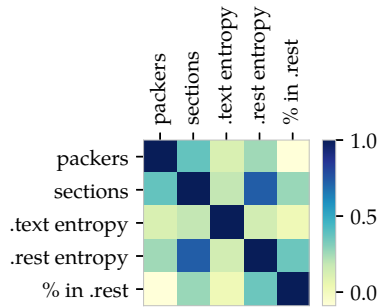 packers
sections
.text entropy
.rest entropy
% in .rest
packers
sections
.text entropy
.rest entropy
% in .rest
1.0
0.5
0.0